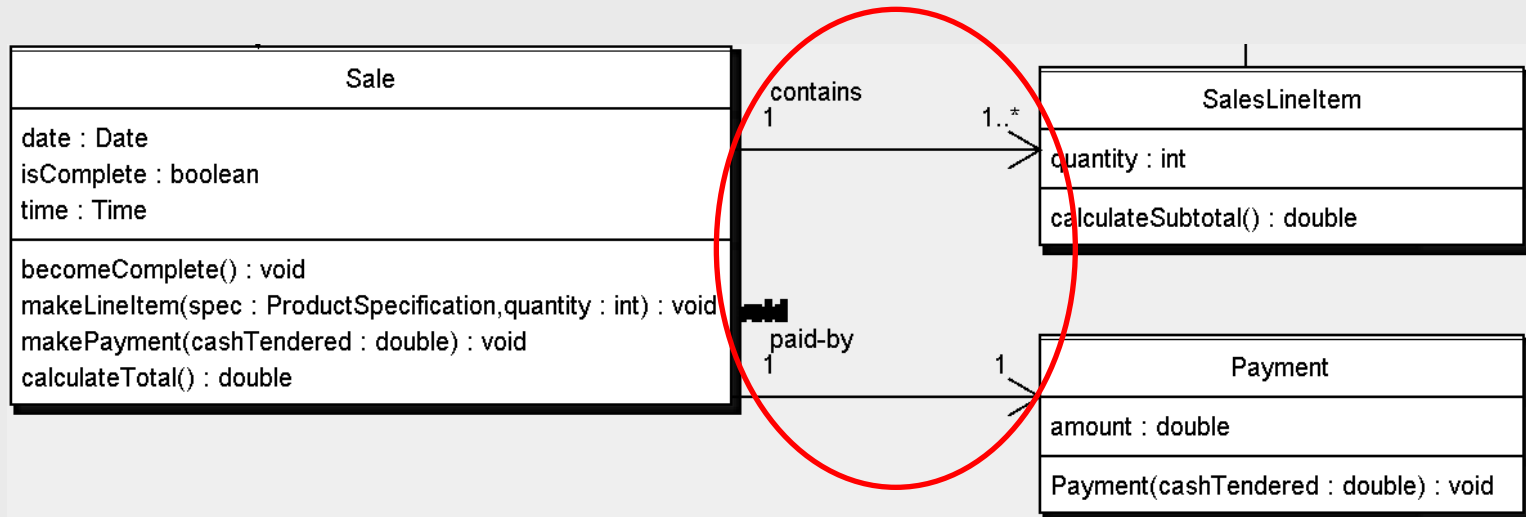 Sale
date : Date
isComplete : boolean
time : Time
becomeComplete() : void
makeLineItem(spec : ProductSpecification,quantity : int) : void
makePayment(cashTendered : double) : void
calculateTotal() : double
contains
1 1..*
paid-by
1 1
SalesLineItem
quantity : int
calculateSubtotal() : double
Payment
amount : double
Payment(cashTendered : double) : void